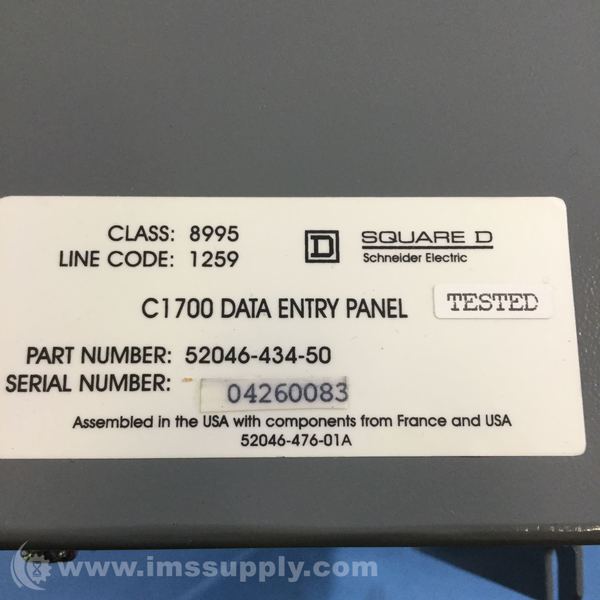 CLASS: 8995
LINE CODE: 1259
D SQUARE D
Schneider Electric
C1700 DATA ENTRY PANEL
TESTED
PART NUMBER: 52046-434-50
SERIAL NUMBER: 04260083
Assembled in the USA with components from France and USA
52046-476-01A
www.imssupply.com